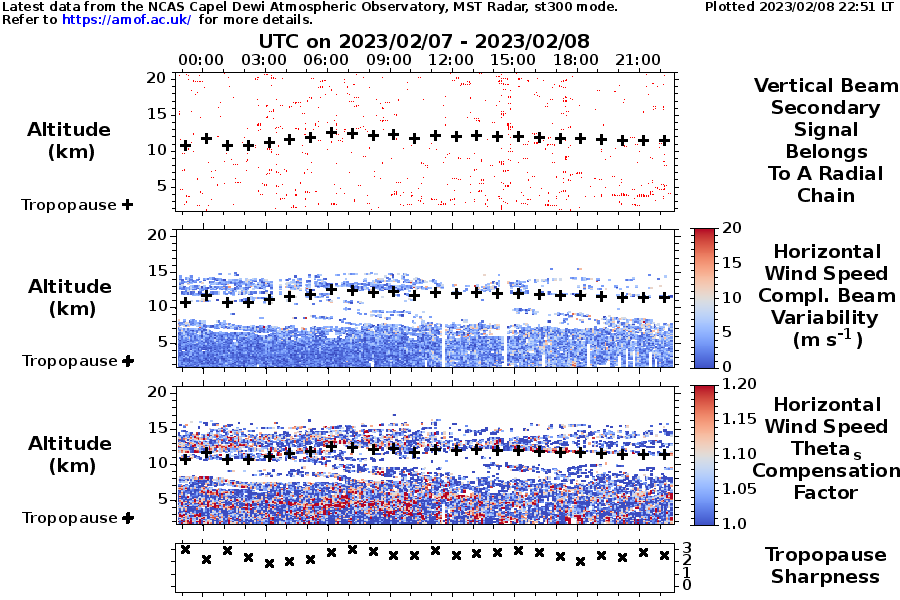 Latest data from the NCAS Capel Dewi Atmospheric Observatory, MST Radar, st300 mode.
Plotted 2023/02/08 22:51 LT
Refer to https://amof.ac.uk/ for more details.
UTC on 2023/02/07 - 2023/02/08
00:00 03:00 06:00 09:00 12:00 15:00 18:00 21:00
20
15
10
5
Altitude
(km)
Tropopause +
Vertical Beam
Secondary
Signal
Belongs
To A Radial
Chain
20
15
10
5
Altitude
(km)
Tropopause +
20
15
10
5
0
Horizontal
Wind Speed
Compl. Beam
Variability
(m s-1)
20
15
10
5
Altitude
(km)
Tropopause +
1.20
1.15
1.10
1.05
1.0
Horizontal
Wind Speed
Theta s
Compensation
Factor
3
2
1
0
Tropopause
Sharpness